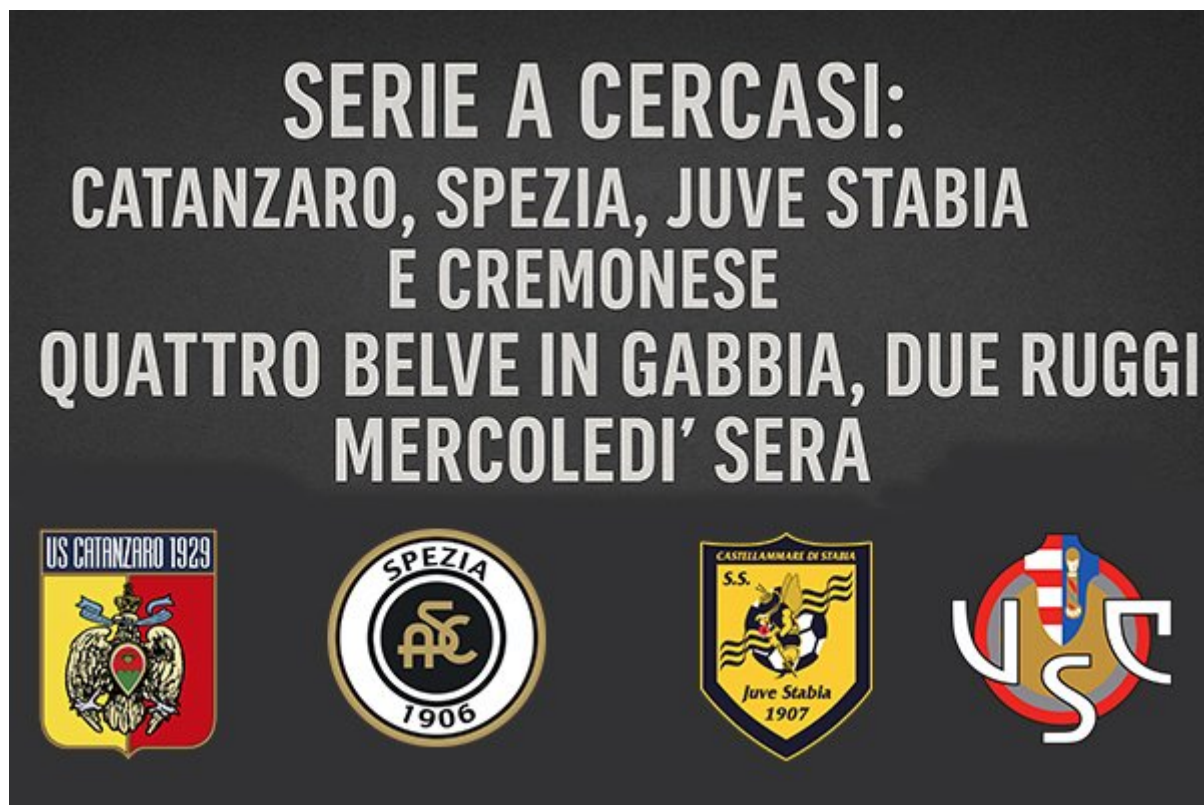 SERIE A CERCASI:
CATANZARO, SPEZIA, JUVE STABIA
E CREMONESE
QUATTRO BELVE IN GABBIA, DUE RUGGI
MERCOLEDI' SERA
US CATANZARO 1929
SPEZIA
ASC
1906
CASTELLAMMARE DI STABIA
S.S.
Juve Stabia
1907
USC